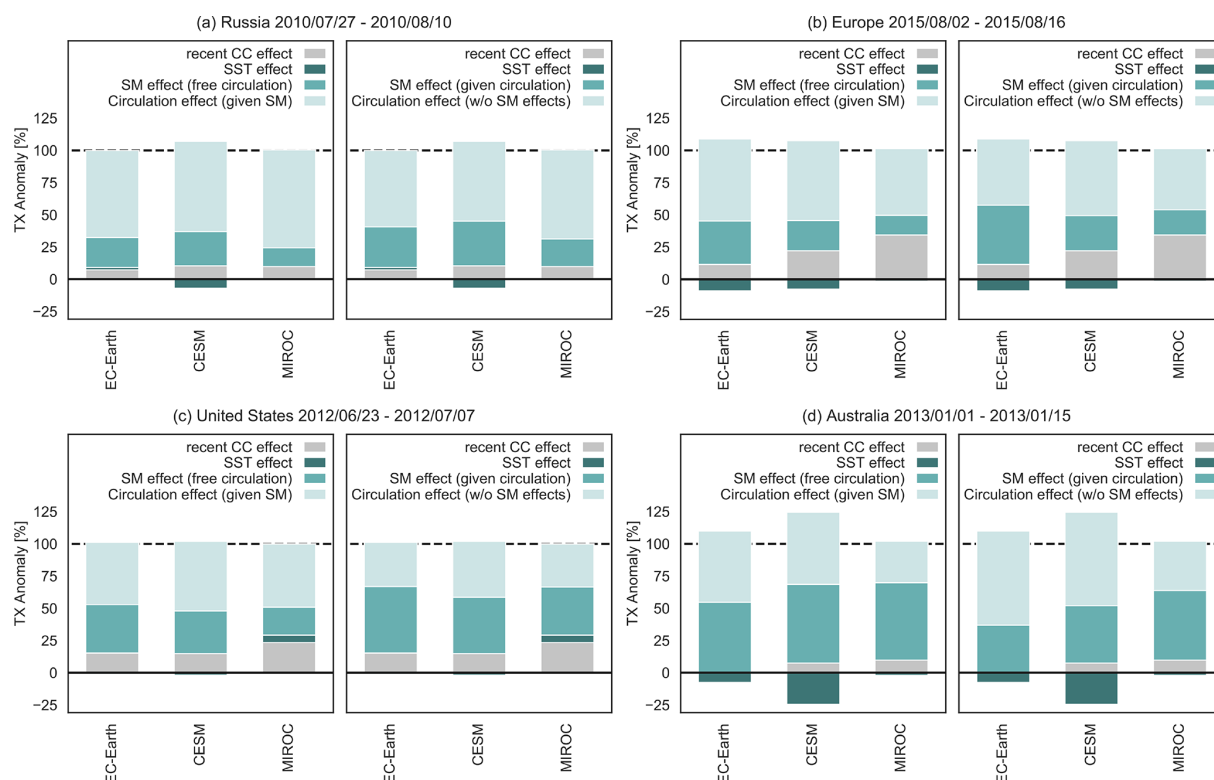 (a) Russia 2010/07/27 - 2010/08/10
recent CC effect
SST effect
SM effect (free circulation)
Circulation effect (given SM)
recent CC effect
SST effect
SM effect (given circulation)
Circulation effect (w/o SM effects)
TX Anomaly [%]
125
100
75
50
25
0
−25
EC-Earth
CESM
MIROC
EC-Earth
CESM
MIROC
(b) Europe 2015/08/02 - 2015/08/16
recent CC effect
SST effect
SM effect (free circulation)
Circulation effect (given SM)
recent CC effect
SST effect
SM effect (given circulation)
Circulation effect (w/o SM effects)
TX Anomaly [%]
125
100
75
50
25
0
−25
EC-Earth
CESM
MIROC
EC-Earth
CESM
MIROC
(c) United States 2012/06/23 - 2012/07/07
recent CC effect
SST effect
SM effect (free circulation)
Circulation effect (given SM)
recent CC effect
SST effect
SM effect (given circulation)
Circulation effect (w/o SM effects)
TX Anomaly [%]
125
100
75
50
25
0
−25
EC-Earth
CESM
MIROC
EC-Earth
CESM
MIROC
(d) Australia 2013/01/01 - 2013/01/15
recent CC effect
SST effect
SM effect (free circulation)
Circulation effect (given SM)
recent CC effect
SST effect
SM effect (given circulation)
Circulation effect (w/o SM effects)
TX Anomaly [%]
125
100
75
50
25
0
−25
EC-Earth
CESM
MIROC
EC-Earth
CESM
MIROC